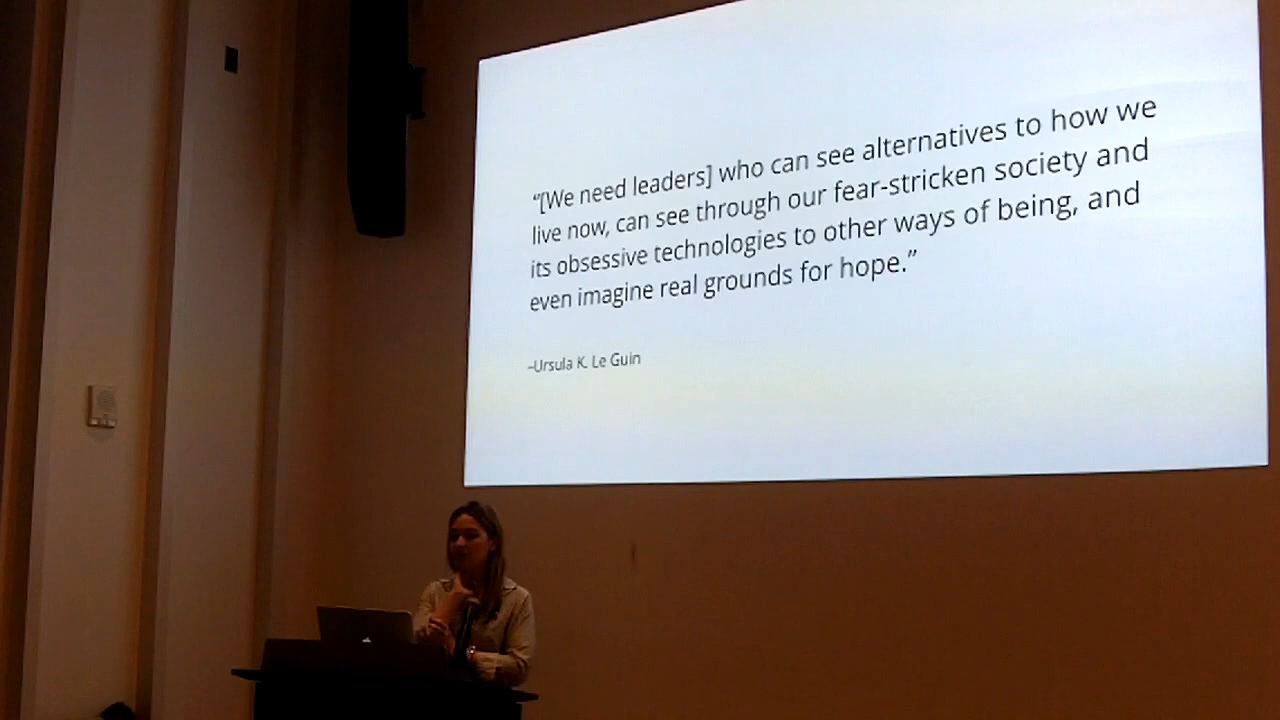 “[We need leaders] who can see alternatives to how we
live now, can see through our fear-stricken society and
its obsessive technologies to other ways of being, and
even imagine real grounds for hope.”
–Ursula K. Le Guin